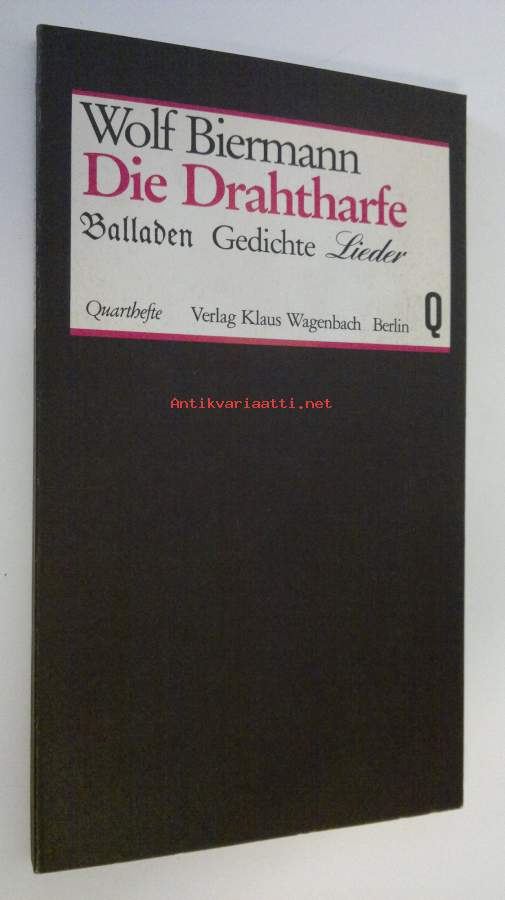 Wolf Biermann
Die Drahtharfe
Balladen Gedichte Lieder
Quarthefte Verlag Klaus Wagenbach Berlin Q
Antikvariaatti.net